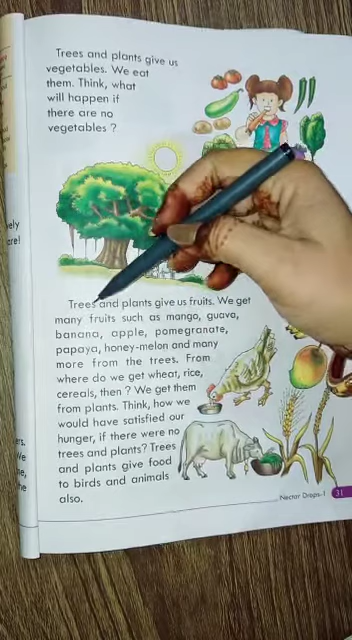 Trees and plants give us
vegetables. We eat
them. Think, what
will happen if
there are no
vegetables ?
Trees and plants give us fruits. We get
many fruits such as mango, guava,
banana, apple, pomegranate,
papaya, honey-melon and many
more from the trees. From
where do we get wheat, rice,
cereals, then ? We get them
from plants. Think, how we
would have satisfied our
hunger, if there were no
trees and plants? Trees
and plants give food
to birds and animals
also.
Nectar Drops-1 31